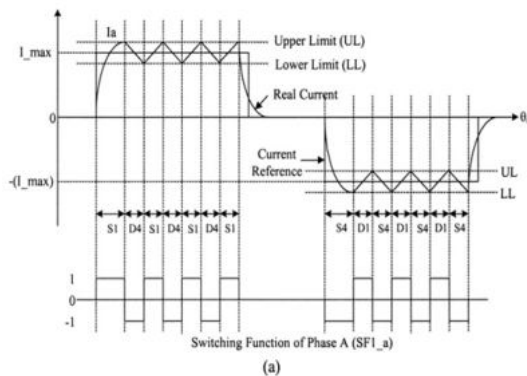 Ia
Upper Limit (UL)
I_max
Lower Limit (LL)
Real Current
0
θ
Current
Reference
UL
-(I_max)
LL
S1 D4 S1 D4 S1 D4 S1
S4 D1 S4 D1 S4 D1 S4
1
0
-1
Switching Function of Phase A (SF1_a)
(a)